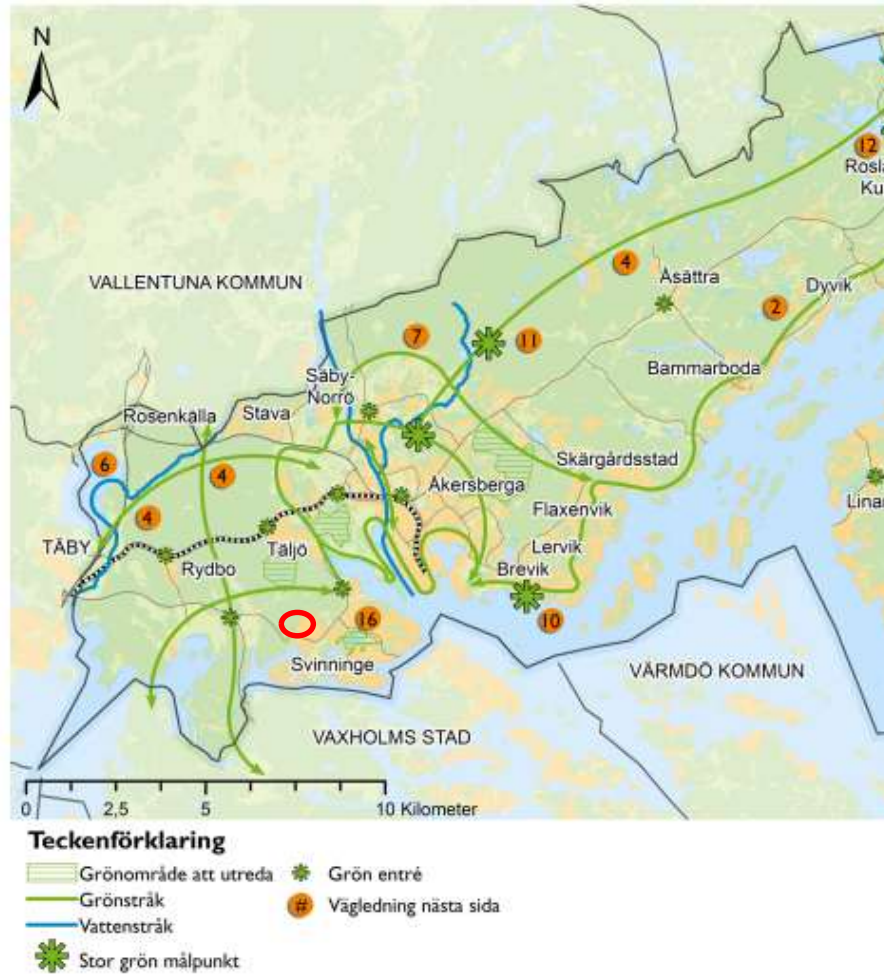 N
12
Rosla
Ku
4
Åsättra
VALLENTUNA KOMMUN
2
Dyvik
7
11
Bammarboda
Säby-
Norrö
Rosenkälla
Stava
6
4
Skärgårdsstad
Åkersberga
Lina
Flaxenvik
4
TÄBY
Täljö
Lervik
Rydbo
Brevik
16
10
Svinninge
VÄRMDÖ KOMMUN
VAXHOLMS STAD
0 2,5 5 10 Kilometer
Teckenförklaring
Grönområde att utreda
Grön entré
Grönstråk
# Vägledning nästa sida
Vattenstråk
Stor grön målpunkt